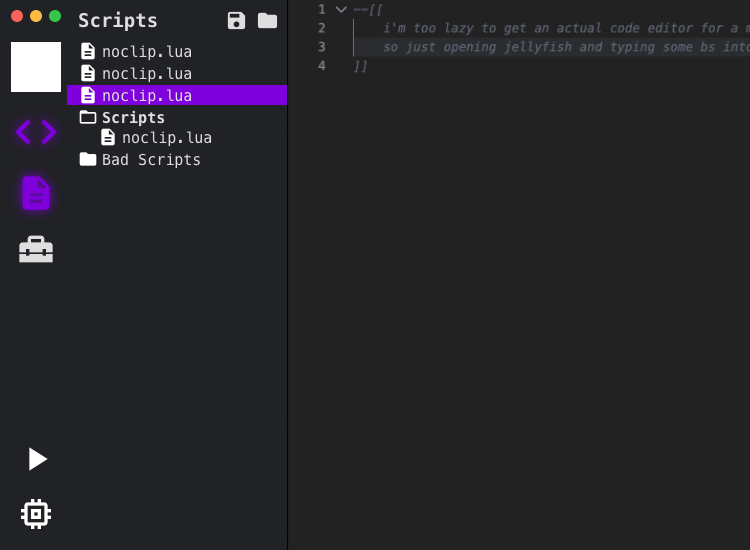 Scripts
noclip.lua
noclip.lua
noclip.lua
Scripts
noclip.lua
Bad Scripts
1 --[[
2 i'm too lazy to get an actual code editor for a
3 so just opening jellyfish and typing some bs into
4 ]]